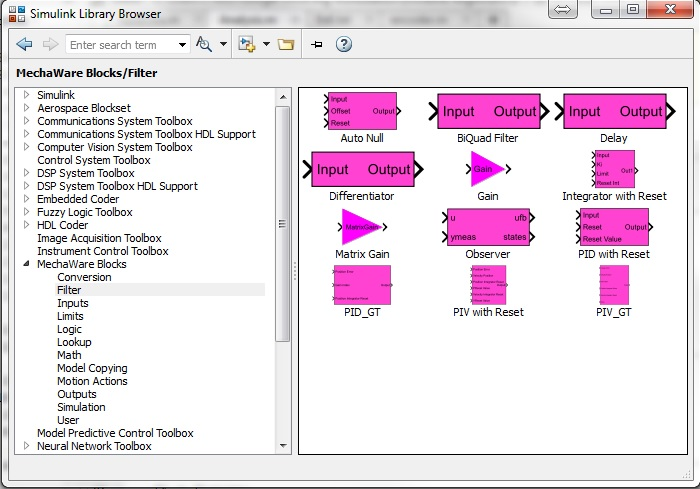 Simulink Library Browser
Enter search term
MechaWare Blocks/Filter
Simulink
Aerospace Blockset
Communications System Toolbox
Communications System Toolbox HDL Support
Computer Vision System Toolbox
Control System Toolbox
DSP System Toolbox
DSP System Toolbox HDL Support
Embedded Coder
Fuzzy Logic Toolbox
HDL Coder
Image Acquisition Toolbox
Instrument Control Toolbox
MechaWare Blocks
Conversion
Filter
Inputs
Limits
Logic
Lookup
Math
Model Copying
Motion Actions
Outputs
Simulation
User
Model Predictive Control Toolbox
Neural Network Toolbox
Input
Offset Output
Reset
Auto Null
Input Output
BiQuad Filter
Input Output
Delay
Input Output
Differentiator
Gain
Gain
Input
Ki
Limit
Reset Int
Integrator with Reset
MatrixGain
Matrix Gain
u ufb
ymeas states
Observer
Input
Reset Output
Reset Value
PID with Reset
PID_GT
PIV with Reset
PIV_GT